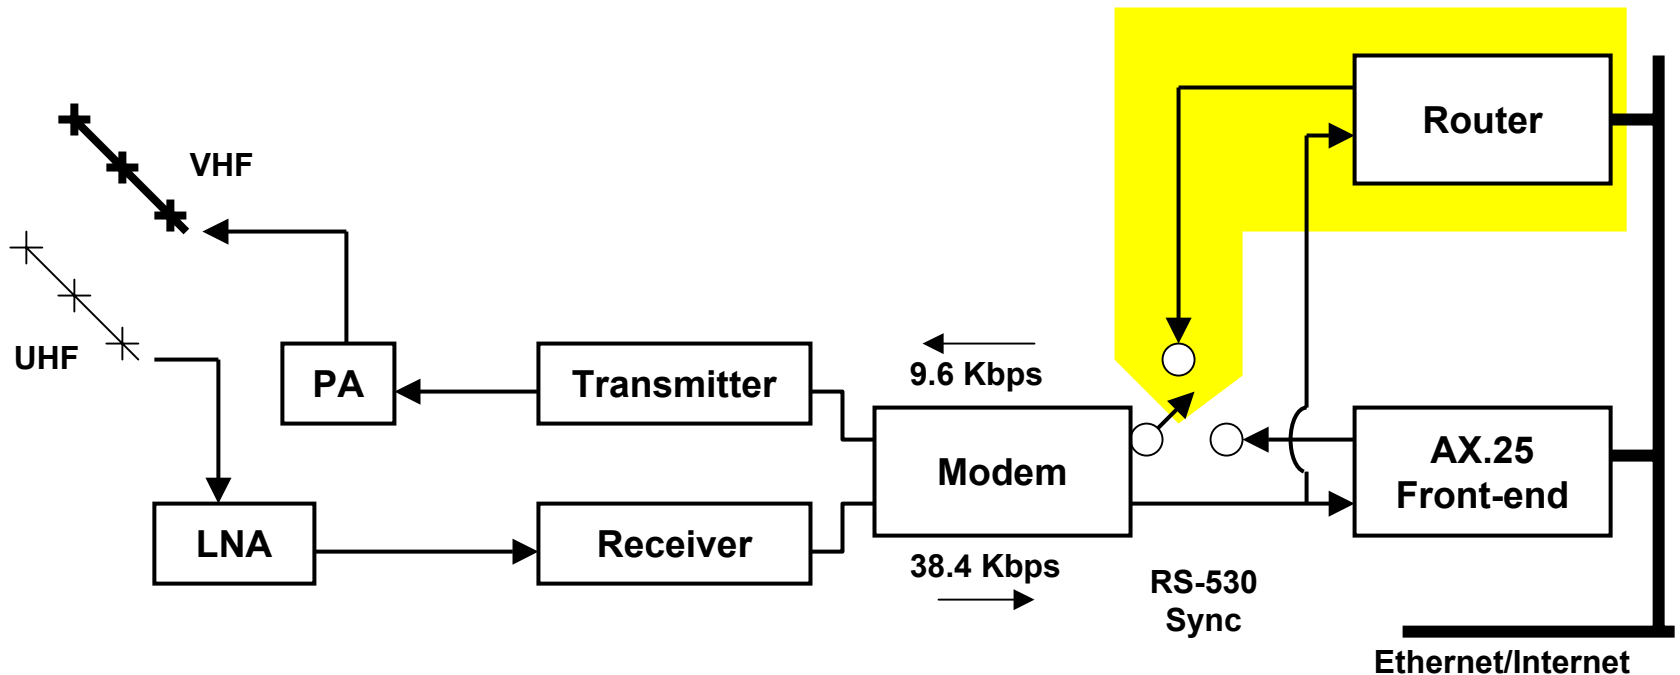 Router
VHF
UHF
PA
Transmitter
9.6 Kbps
Modem
AX.25
Front-end
LNA
Receiver
38.4 Kbps
RS-530
Sync
Ethernet/Internet